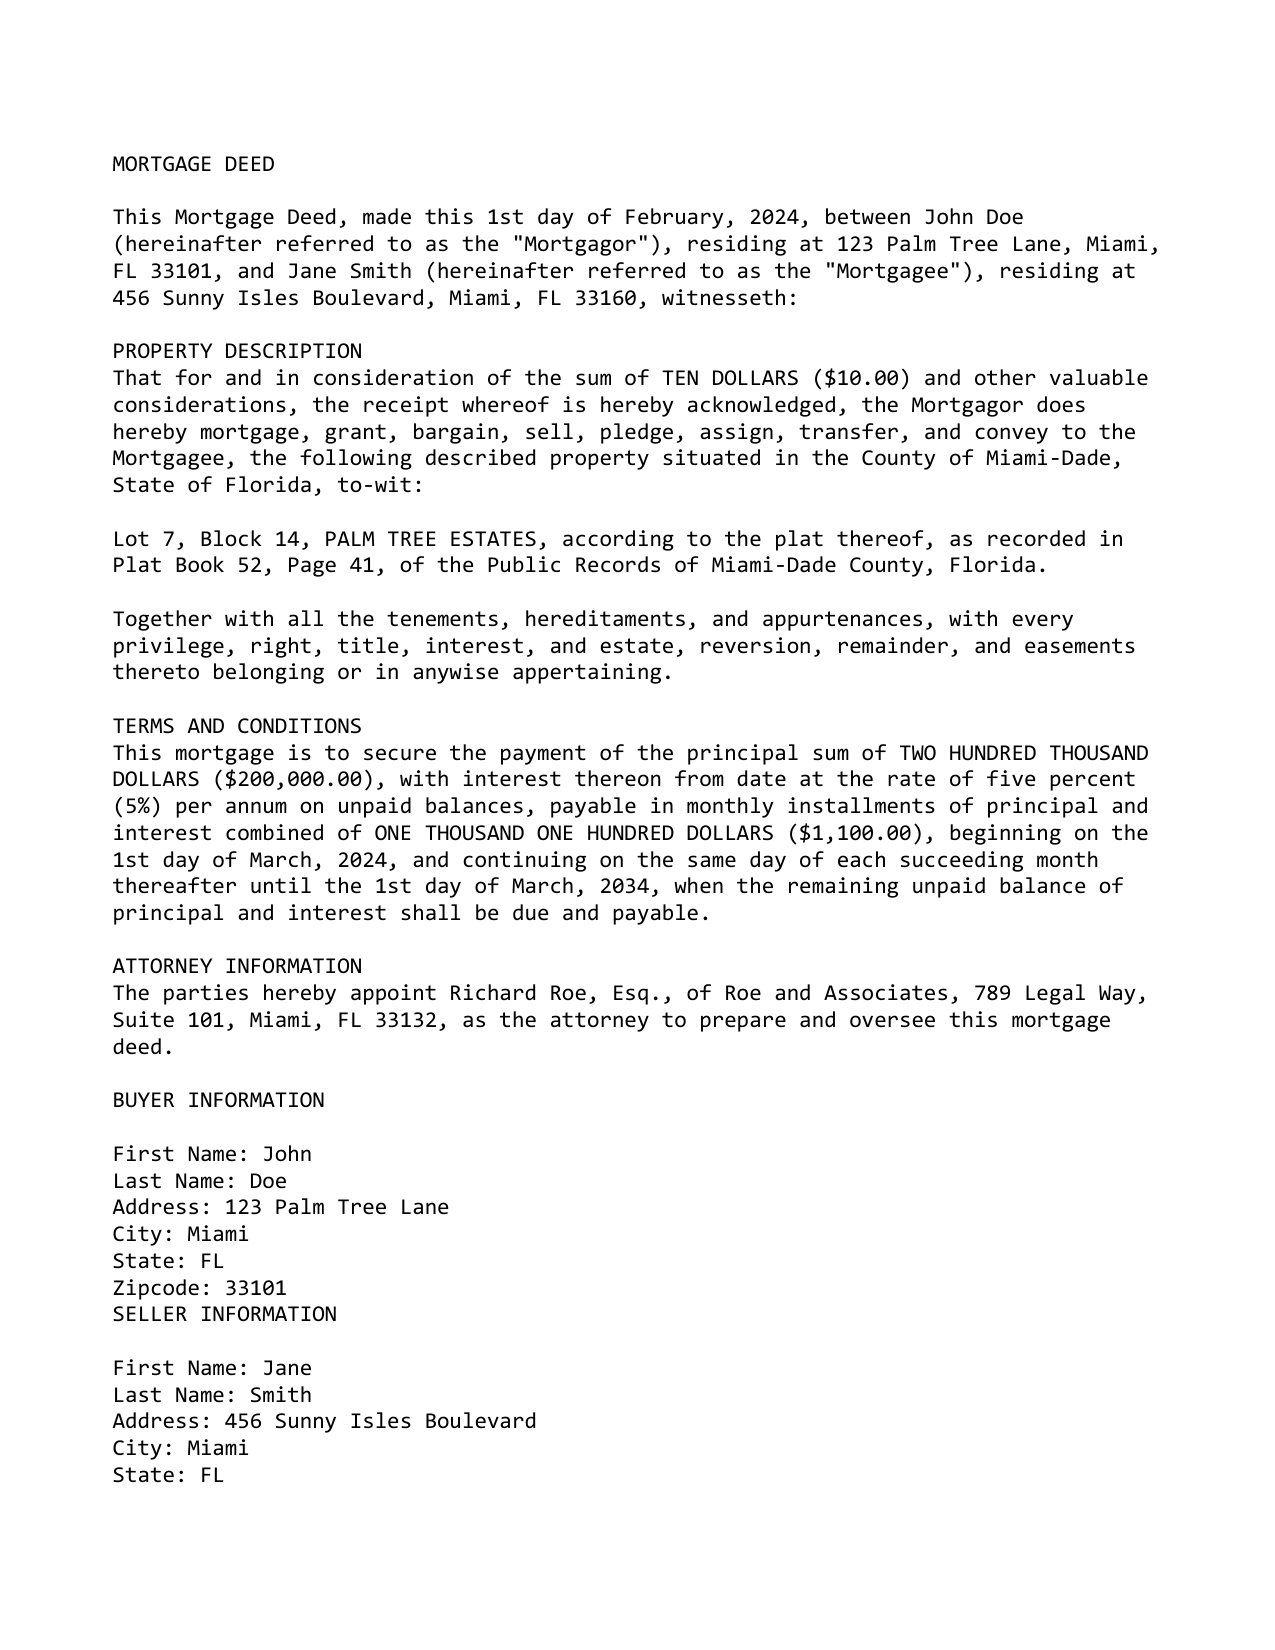 MORTGAGE DEED
This Mortgage Deed, made this 1st day of February, 2024, between John Doe
(hereinafter referred to as the "Mortgagor"), residing at 123 Palm Tree Lane, Miami,
FL 33101, and Jane Smith (hereinafter referred to as the "Mortgagee"), residing at
456 Sunny Isles Boulevard, Miami, FL 33160, witnesseth:
PROPERTY DESCRIPTION
That for and in consideration of the sum of TEN DOLLARS ($10.00) and other valuable
considerations, the receipt whereof is hereby acknowledged, the Mortgagor does
hereby mortgage, grant, bargain, sell, pledge, assign, transfer, and convey to the
Mortgagee, the following described property situated in the County of Miami-Dade,
State of Florida, to-wit:
Lot 7, Block 14, PALM TREE ESTATES, according to the plat thereof, as recorded in
Plat Book 52, Page 41, of the Public Records of Miami-Dade County, Florida.
Together with all the tenements, hereditaments, and appurtenances, with every
privilege, right, title, interest, and estate, reversion, remainder, and easements
thereto belonging or in anywise appertaining.
TERMS AND CONDITIONS
This mortgage is to secure the payment of the principal sum of TWO HUNDRED THOUSAND
DOLLARS ($200,000.00), with interest thereon from date at the rate of five percent
(5%) per annum on unpaid balances, payable in monthly installments of principal and
interest combined of ONE THOUSAND ONE HUNDRED DOLLARS ($1,100.00), beginning on the
1st day of March, 2024, and continuing on the same day of each succeeding month
thereafter until the 1st day of March, 2034, when the remaining unpaid balance of
principal and interest shall be due and payable.
ATTORNEY INFORMATION
The parties hereby appoint Richard Roe, Esq., of Roe and Associates, 789 Legal Way,
Suite 101, Miami, FL 33132, as the attorney to prepare and oversee this mortgage
deed.
BUYER INFORMATION
First Name: John
Last Name: Doe
Address: 123 Palm Tree Lane
City: Miami
State: FL
Zipcode: 33101
SELLER INFORMATION
First Name: Jane
Last Name: Smith
Address: 456 Sunny Isles Boulevard
City: Miami
State: FL